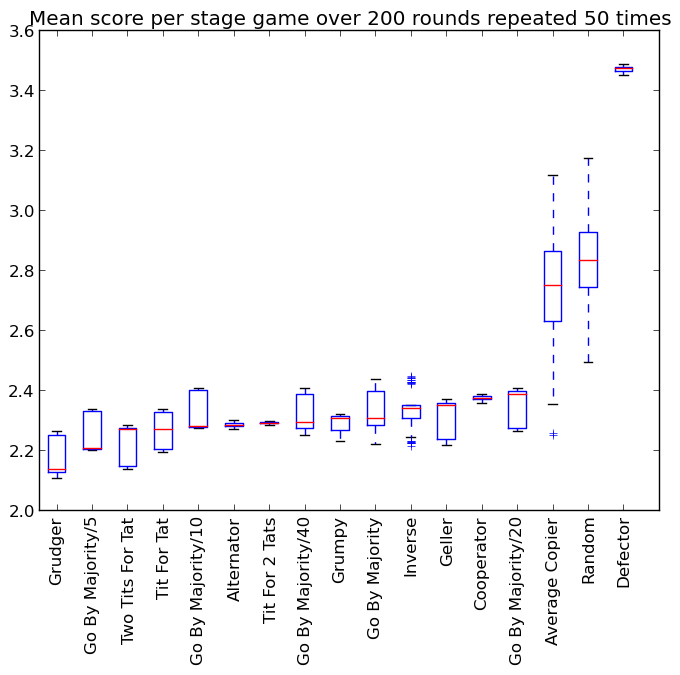 Mean score per stage game over 200 rounds repeated 50 times
3.6
3.4
3.2
3.0
2.8
2.6
2.4
2.2
2.0
Grudger
Go By Majority/5
Two Tits For Tat
Tit For Tat
Go By Majority/10
Alternator
Tit For 2 Tats
Go By Majority/40
Grumpy
Go By Majority
Inverse
Geller
Cooperator
Go By Majority/20
Average Copier
Random
Defector